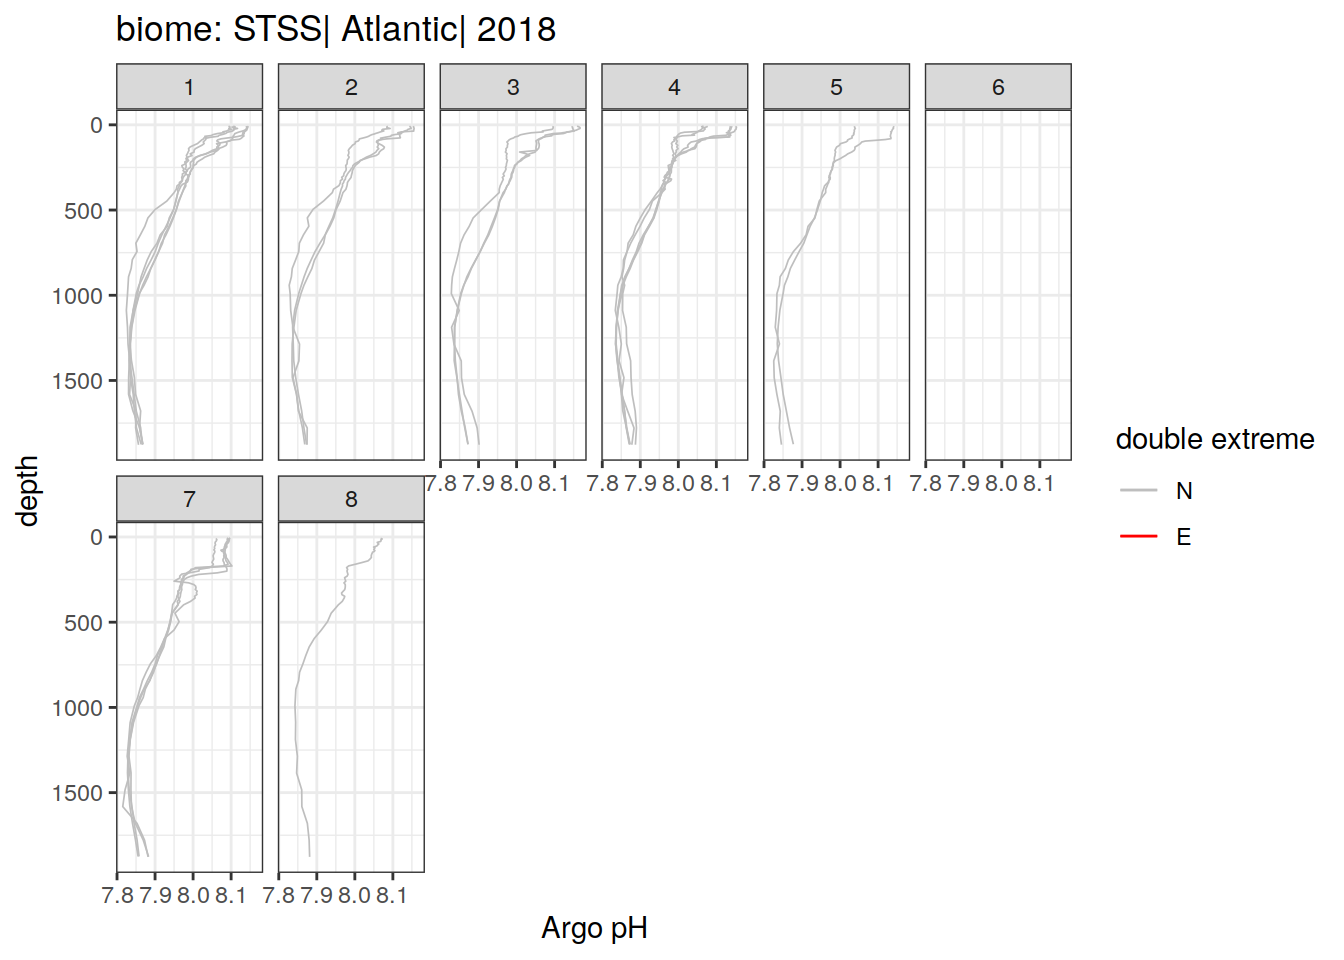 biome: STSS| Atlantic| 2018
1 2 3 4 5 6
0
500
1000
1500
7.8 7.9 8.0 8.1 7.8 7.9 8.0 8.1 7.8 7.9 8.0 8.1 7.8 7.9 8.0 8.1
7 8
0
500
1000
1500
7.8 7.9 8.0 8.1 7.8 7.9 8.0 8.1
depth
Argo pH
double extreme
N
E